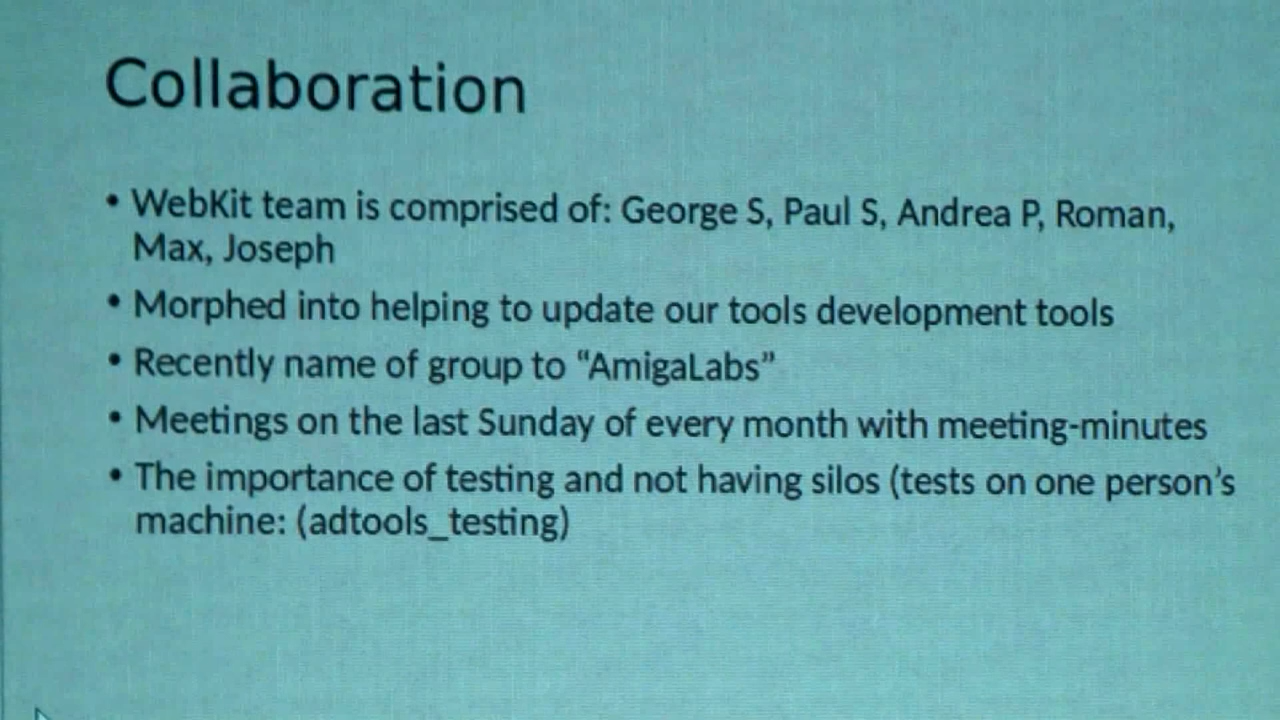 Collaboration
• WebKit team is comprised of: George S, Paul S, Andrea P, Roman,
Max, Joseph
• Morphed into helping to update our tools development tools
• Recently name of group to “AmigaLabs”
• Meetings on the last Sunday of every month with meeting-minutes
• The importance of testing and not having silos (tests on one person’s
machine: (adtools_testing)